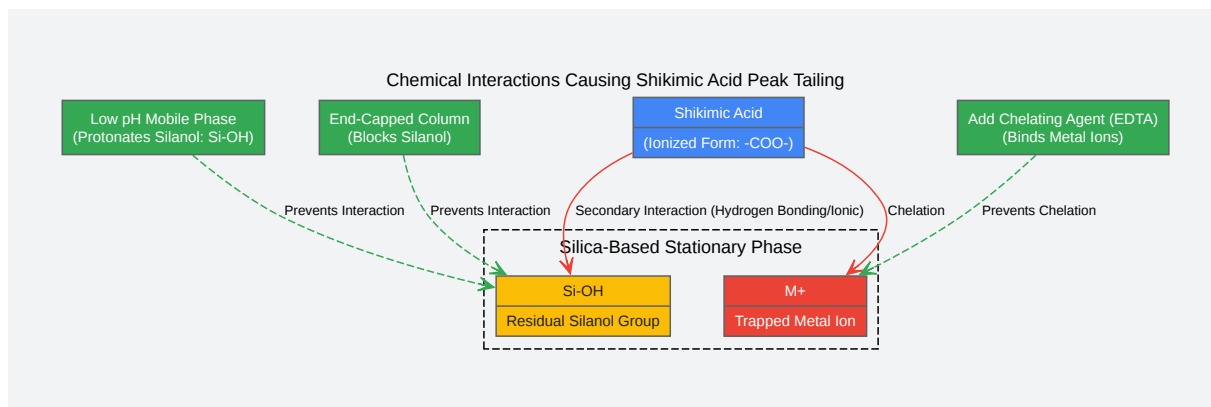 Chemical Interactions Causing Shikimic Acid Peak Tailing
Low pH Mobile Phase
(Protonates Silanol: Si-OH)
End-Capped Column
(Blocks Silanol)
Shikimic Acid
(Ionized Form: -COO-)
Add Chelating Agent (EDTA)
(Binds Metal Ions)
Prevents Interaction
Prevents Interaction
Secondary Interaction (Hydrogen Bonding/Ionic)
Chelation
Prevents Chelation
Silica-Based Stationary Phase
Si-OH
Residual Silanol Group
M+
Trapped Metal Ion